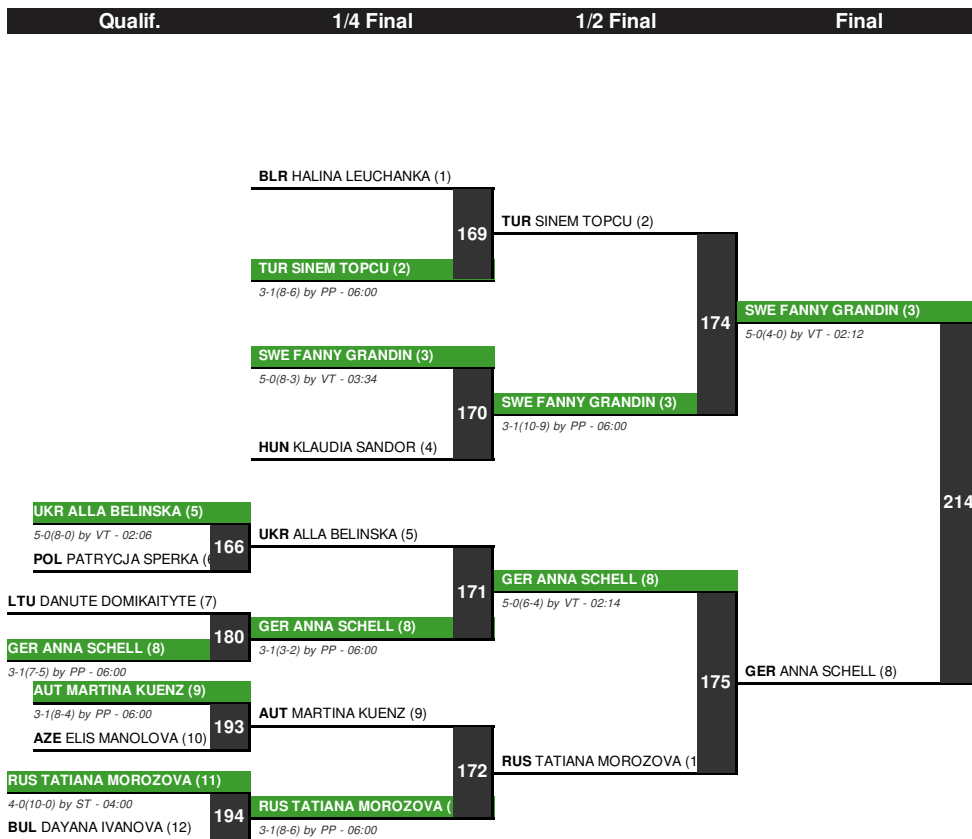 Qualif. 1/4 Final 1/2 Final Final
BLR HALINA LEUCHANKA (1)
169
TUR SINEM TOPCU (2)
3-1(8-6) by PP - 06:00
TUR SINEM TOPCU (2)
174
SWE FANNY GRANDIN (3)
5-0(8-3) by VT - 03:34
170
HUN KLAUDIA SANDOR (4)
SWE FANNY GRANDIN (3)
3-1(10-9) by PP - 06:00
SWE FANNY GRANDIN (3)
5-0(4-0) by VT - 02:12
214
UKR ALLA BELINSKA (5)
5-0(8-0) by VT - 02:06
166
POL PATRYCJA SPERKA (
UKR ALLA BELINSKA (5)
171
LTU DANUTE DOMIKAITYTE (7)
180
GER ANNA SCHELL (8)
3-1(7-5) by PP - 06:00
GER ANNA SCHELL (8)
3-1(3-2) by PP - 06:00
GER ANNA SCHELL (8)
5-0(6-4) by VT - 02:14
175
GER ANNA SCHELL (8)
AUT MARTINA KUENZ (9)
3-1(8-4) by PP - 06:00
193
AZE ELIS MANOLOVA (10)
AUT MARTINA KUENZ (9)
172
RUS TATIANA MOROZOVA (11)
4-0(10-0) by ST - 04:00
194
BUL DAYANA IVANOVA (12)
RUS TATIANA MOROZOVA (
3-1(8-6) by PP - 06:00
RUS TATIANA MOROZOVA (1